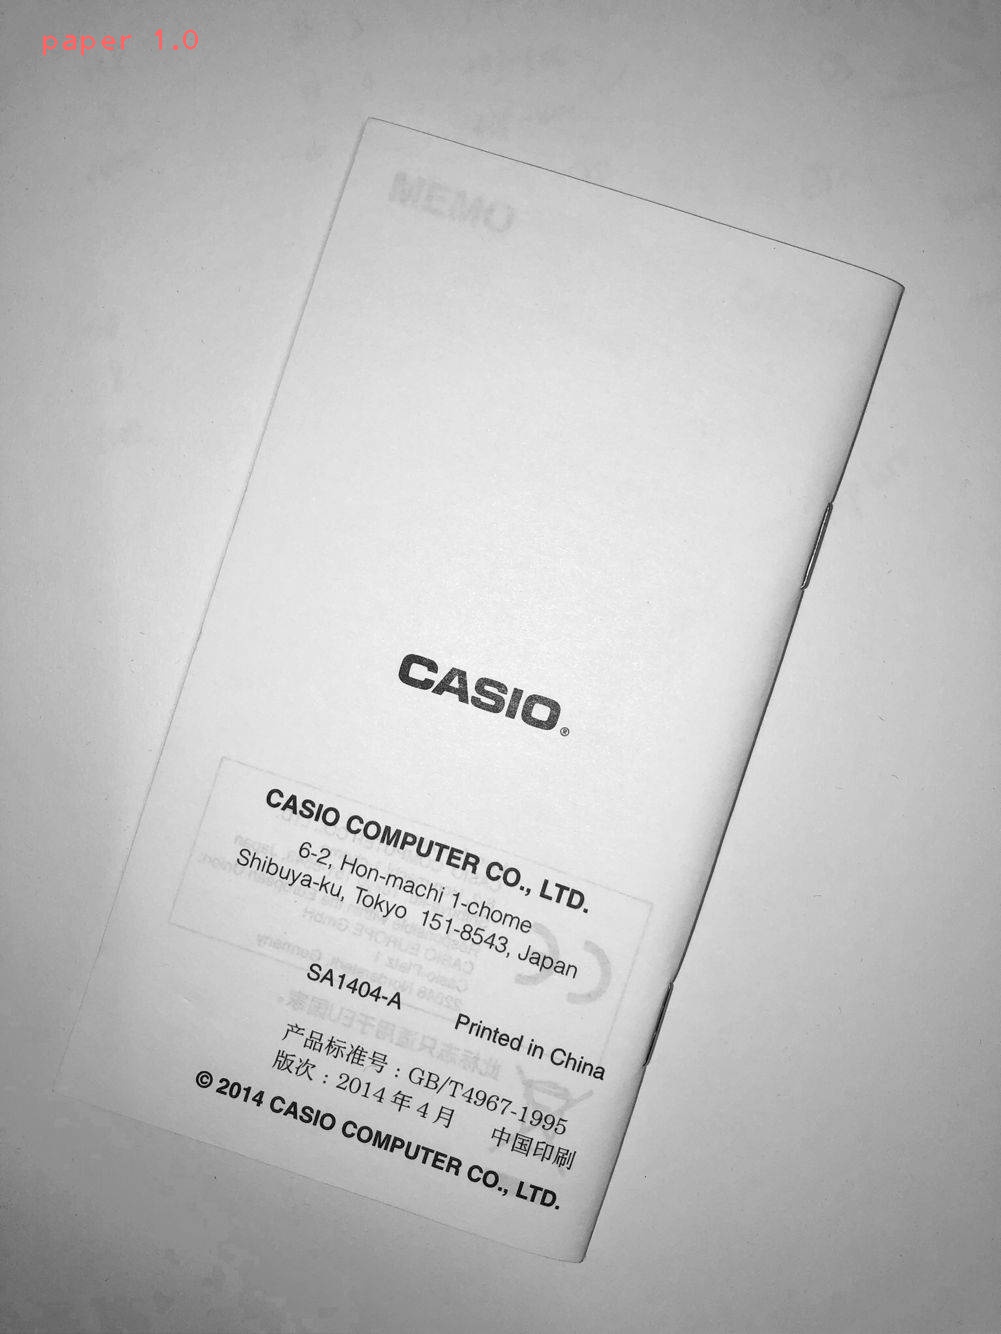 paper 1.0
MEMO
CASIO®
CASIO COMPUTER CO., LTD.
6-2, Hon-machi 1-chome
Shibuya-ku, Tokyo 151-8543, Japan
SA1404-A Printed in China
产品标准号：GB/T4967-1995
版次：2014年4月 中国印刷
© 2014 CASIO COMPUTER CO., LTD.